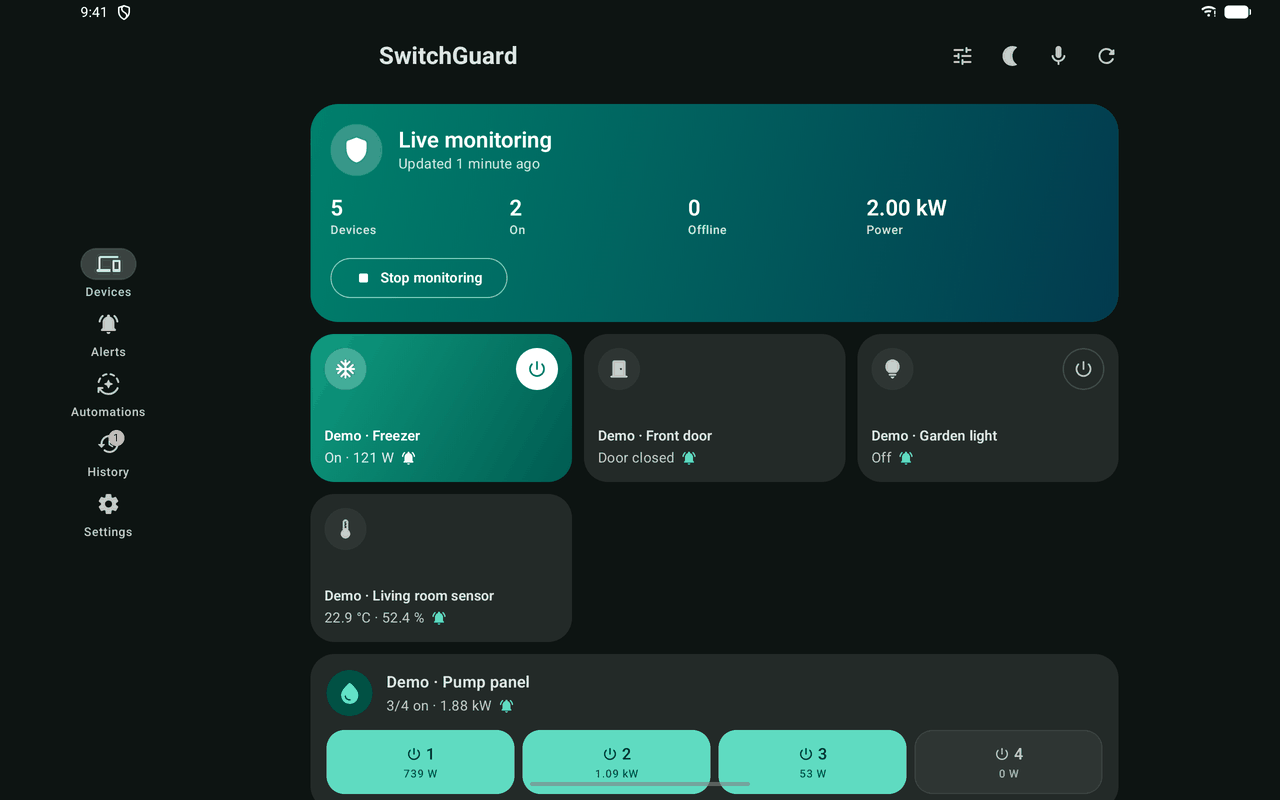 9:41
SwitchGuard
Live monitoring
Updated 1 minute ago
5
Devices
2
On
0
Offline
2.00 kW
Power
Stop monitoring
Devices
Alerts
Automations
1
History
Settings
Demo · Freezer
On · 121 W
Demo · Front door
Door closed
Demo · Garden light
Off
Demo · Living room sensor
22.9 °C · 52.4 %
Demo · Pump panel
3/4 on · 1.88 kW
1
739 W
2
1.09 kW
3
53 W
4
0 W